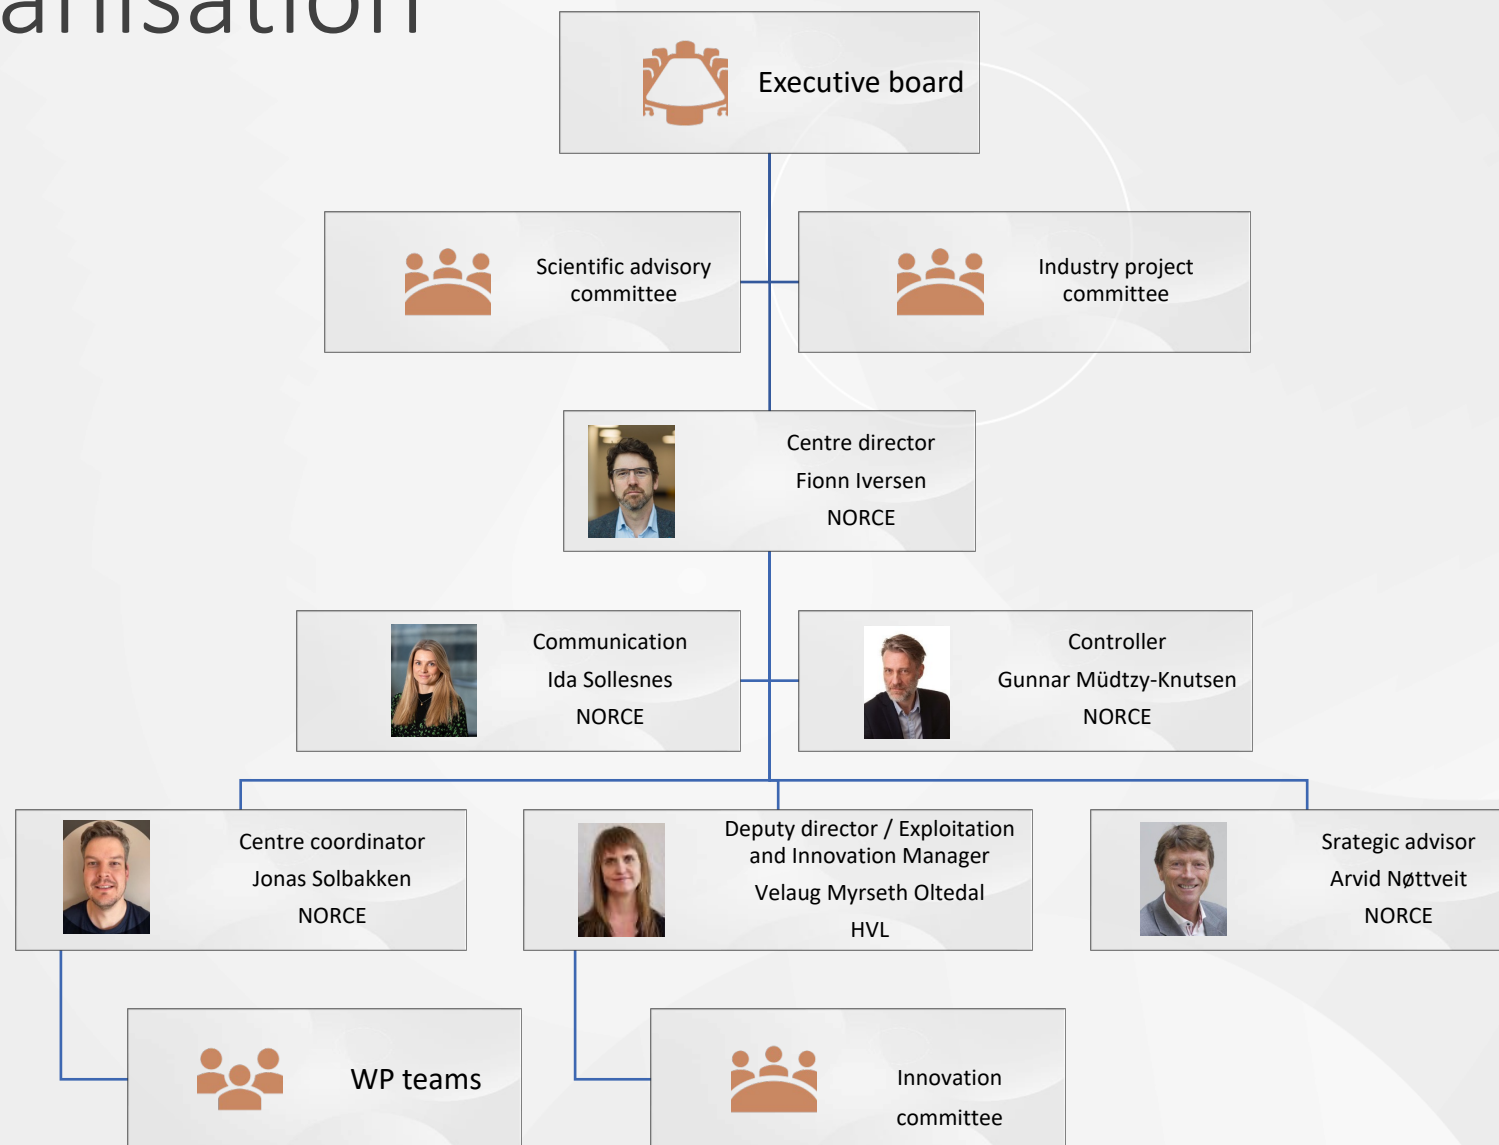 anisation
Executive board
Scientific advisory
committee
Industry project
committee
Centre director
Fionn Iversen
NORCE
Communication
Ida Sollesnes
NORCE
Controller
Gunnar Müdtzy-Knutsen
NORCE
Centre coordinator
Jonas Solbakken
NORCE
Deputy director / Exploitation
and Innovation Manager
Velaug Myrseth Oltedal
HVL
Srategic advisor
Arvid Nøttveit
NORCE
WP teams
Innovation
committee